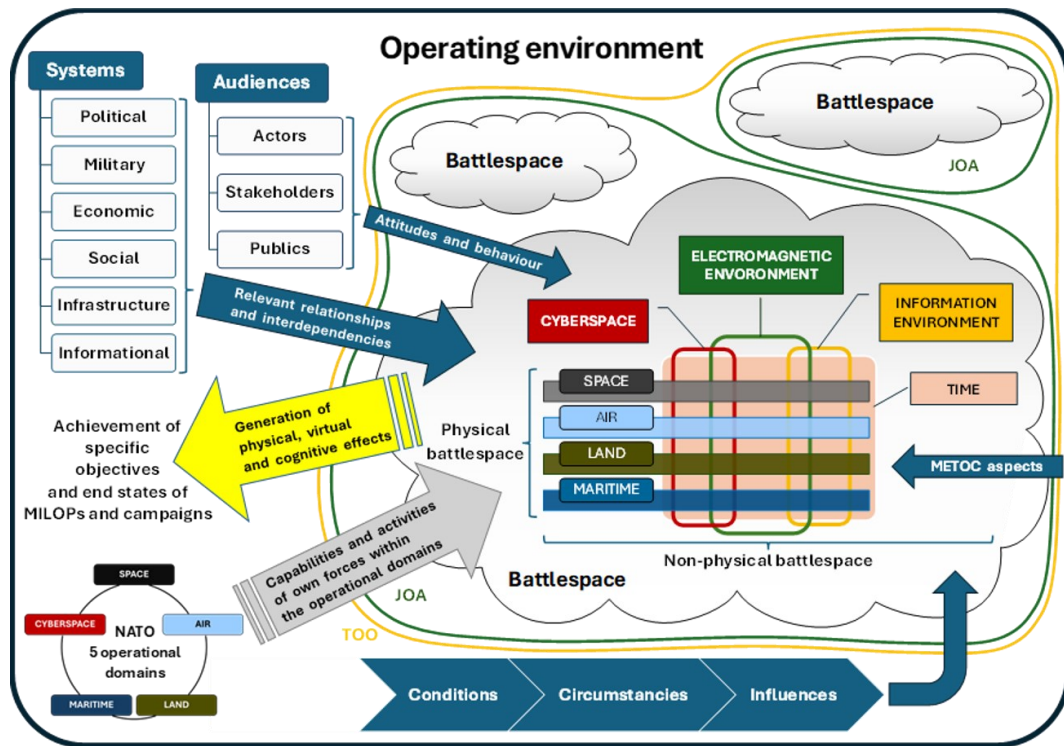 Operating environment
Systems
Political
Military
Economic
Social
Infrastructure
Informational
Audiences
Actors
Stakeholders
Publics
Battlespace
Battlespace
JOA
Attitudes and behaviour
Relevant relationships
and interdependencies
ELECTROMAGNETIC
ENVORONMENT
CYBERSPACE
INFORMATION
ENVIRONMENT
TIME
SPACE
AIR
LAND
MARITIME
Physical
battlespace
METOC aspects
Non-physical battlespace
Generation of
physical, virtual
and cognitive effects
Achievement of
specific
objectives
and end states of
MILOPs and campaigns
Capabilities and activities
of own forces within
the operational domains
Battlespace
JOA
TOO
SPACE
CYBERSPACE
AIR
NATO
5 operational
domains
MARITIME
LAND
Conditions
Circumstancies
Influences